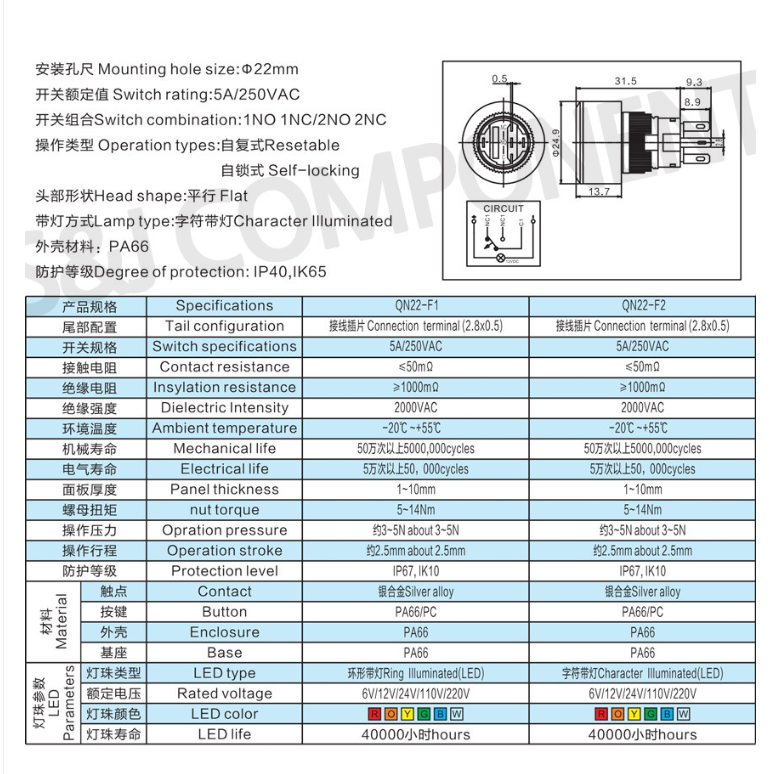 安装孔尺 Mounting hole size:Φ22mm
开关额定值 Switch rating:5A/250VAC
开关组合Switch combination:1NO 1NC/2NO 2NC
操作类型 Operation types:自复式Resetable
自锁式 Self-locking
头部形状Head shape:平行 Flat
带灯方式Lamp type:字符带灯Character Illuminated
外壳材料: PA66
防护等级Degree of protection: IP40,IK65
0.5
31.5
9.3
8.9
Φ24.9
13.7
CIRCUIT
NC1
NO1
C1
12VDC
S&J COMPONENT
产品规格 Specifications QN22-F1 QN22-F2
尾部配置 Tail configuration 接线插片 Connection terminal (2.8x0.5) 接线插片 Connection terminal (2.8x0.5)
开关规格 Switch specifications 5A/250VAC 5A/250VAC
接触电阻 Contact resistance ≤50mΩ ≤50mΩ
绝缘电阻 Insylation resistance ≥1000mΩ ≥1000mΩ
绝缘强度 Dielectric Intensity 2000VAC 2000VAC
环境温度 Ambient temperature -20℃ ~+55℃ -20℃ ~+55℃
机械寿命 Mechanical life 50万次以上5000,000cycles 50万次以上5000,000cycles
电气寿命 Electrical life 5万次以上50, 000cycles 5万次以上50, 000cycles
面板厚度 Panel thickness 1~10mm 1~10mm
螺母扭矩 nut torque 5~14Nm 5~14Nm
操作压力 Opration pressure 约3~5N about 3~5N 约3~5N about 3~5N
操作行程 Operation stroke 约2.5mm about 2.5mm 约2.5mm about 2.5mm
防护等级 Protection level IP67, IK10 IP67, IK10
材料 Material
触点 Contact 银合金Silver alloy 银合金Silver alloy
按键 Button PA66/PC PA66/PC
外壳 Enclosure PA66 PA66
基座 Base PA66 PA66
灯珠参数 LED Parameters
灯珠类型 LED type 环形带灯Ring Illuminated(LED) 字符带灯Character Illuminated(LED)
额定电压 Rated voltage 6V/12V/24V/110V/220V 6V/12V/24V/110V/220V
灯珠颜色 LED color R O Y G B W R O Y G B W
灯珠寿命 LED life 40000小时hours 40000小时hours